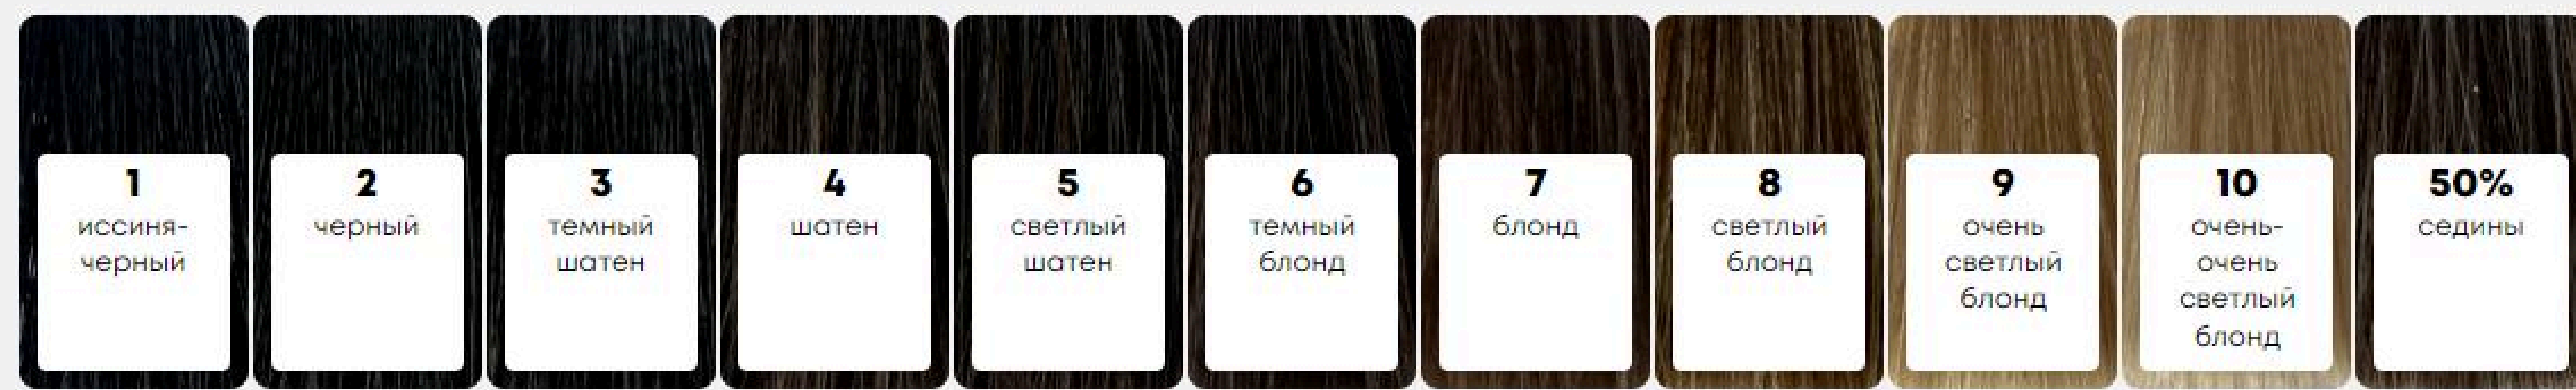 1
иссиня-
черный
2
черный
3
темный
шатен
4
шатен
5
светлый
шатен
6
темный
блонд
7
блонд
8
светлый
блонд
9
очень
светлый
блонд
10
очень-
очень
светлый
блонд
50%
седины